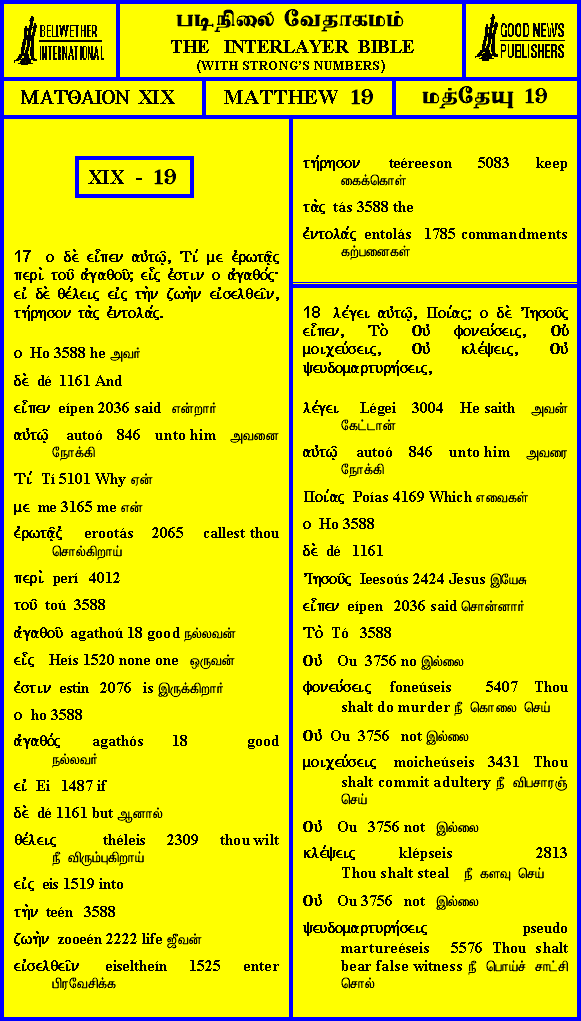 BELIWETHER
INTERNATIONAL
படிநிலை வேதாகமம்
THE INTERLAYER BIBLE
(WITH STRONG'S NUMBERS)
GOOD NEWS
PUBLISHERS
ΜΑΤΘΑΙΟΝ XIX
MATTHEW 19
மத்தேயு 19
XIX - 19
17 ο δὲ εἶπεν αὐτῷ, Τί με ἐρωτᾷς
περὶ τοῦ ἀγαθοῦ; εἷς ἐστιν ο ἀγαθός·
εἰ δὲ θέλεις εἰς τὴν ζωὴν εἰσελθεῖν,
τήρησον τὰς ἐντολάς.
ο Ho 3588 he அவர்
δὲ dé 1161 And
εἶπεν eípen 2036 said என்றார்
αὐτῷ autoó 846 unto him அவனை
நோக்கி
Τί Tí 5101 Why ஏன்
με me 3165 me என்
ἐρωτᾷς erootás 2065 callest thou
சொல்கிறாய்
περὶ perí 4012
τοῦ toú 3588
ἀγαθοῦ agathoú 18 good நல்லவன்
εἷς Heís 1520 none one ஒருவன்
ἐστιν estin 2076 is இருக்கிறார்
ο ho 3588
ἀγαθός agathós 18 good
நல்லவர்
εἰ Ei 1487 if
δὲ dé 1161 but ஆனால்
θέλεις théleis 2309 thou wilt
நீ விரும்புகிறாய்
εἰς eis 1519 into
τὴν teén 3588
ζωὴν zooeén 2222 life ஜீவன்
εἰσελθεῖν eiseltheín 1525 enter
பிரவேசிக்க
τήρησον teéreeson 5083 keep
கைக்கொள்
τὰς tás 3588 the
ἐντολάς entolás 1785 commandments
கற்பனைகள்
18 λέγει αὐτῷ, Ποίας; ο δὲ Ἰησοῦς
εἶπεν, Τὸ Οὐ φονεύσεις, Οὐ
μοιχεύσεις, Οὐ κλέψεις, Οὐ
ψευδομαρτυρήσεις,
λέγει Légei 3004 He saith அவன்
கேட்டான்
αὐτῷ autoó 846 unto him அவரை
நோக்கி
Ποίας Poías 4169 Which எவைகள்
ο Ho 3588
δὲ dé 1161
Ἰησοῦς Ieesoús 2424 Jesus இயேசு
εἶπεν eípen 2036 said சொன்னார்
Τὸ Tó 3588
Οὐ Ou 3756 no இல்லை
φονεύσεις foneúseis 5407 Thou
shalt do murder நீ கொலை செய்
Οὐ Ou 3756 not இல்லை
μοιχεύσεις moicheúseis 3431 Thou
shalt commit adultery நீ விபசாரஞ்
செய்
Οὐ Ou 3756 not இல்லை
κλέψεις klépseis 2813
Thou shalt steal நீ களவு செய்
Οὐ Ou 3756 not இல்லை
ψευδομαρτυρήσεις pseudo
martureéseis 5576 Thou shalt
bear false witness நீ பொய்ச் சாட்சி
சொல்